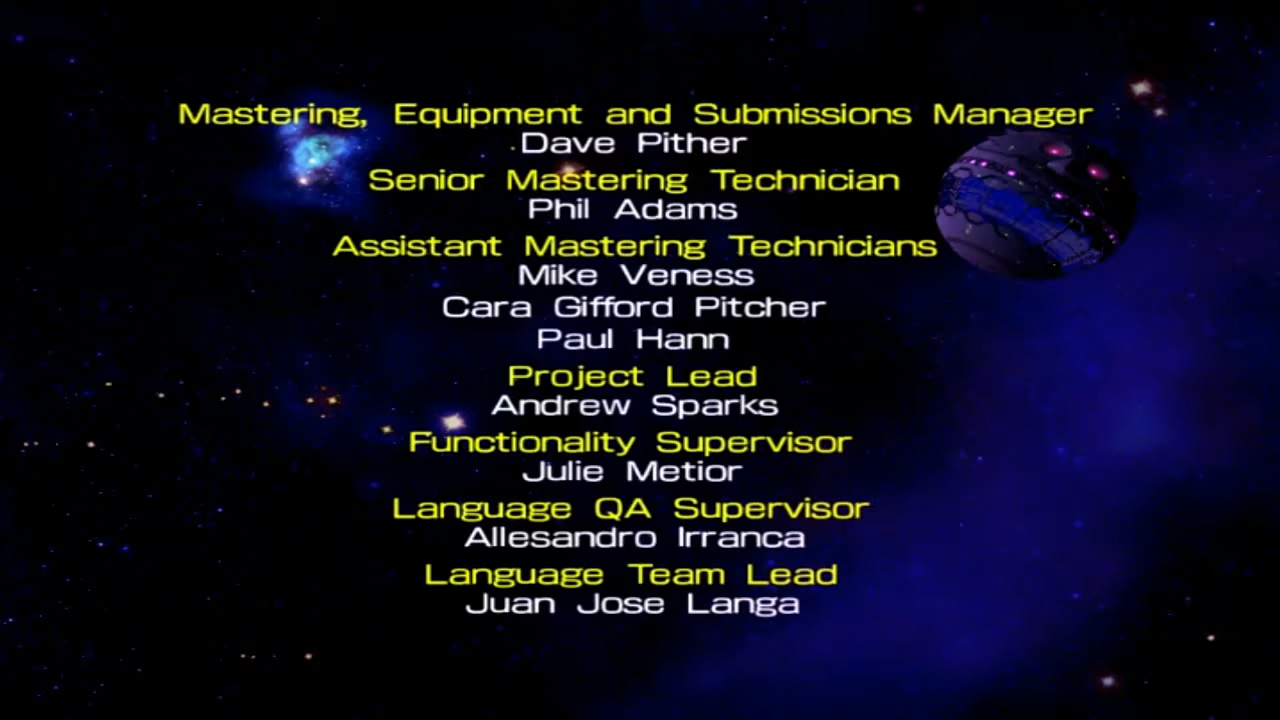 Mastering, Equipment and Submissions Manager
Dave Pither
Senior Mastering Technician
Phil Adams
Assistant Mastering Technicians
Mike Veness
Cara Gifford Pitcher
Paul Hann
Project Lead
Andrew Sparks
Functionality Supervisor
Julie Metior
Language QA Supervisor
Allesandro Irranca
Language Team Lead
Juan Jose Langa